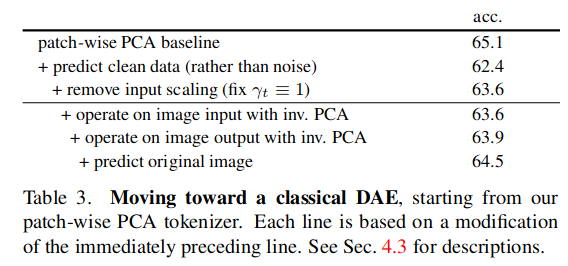 acc.
patch-wise PCA baseline 65.1
+ predict clean data (rather than noise) 62.4
+ remove input scaling (fix γt ≡ 1) 63.6
+ operate on image input with inv. PCA 63.6
+ operate on image output with inv. PCA 63.9
+ predict original image 64.5
Table 3. Moving toward a classical DAE, starting from our
patch-wise PCA tokenizer. Each line is based on a modification
of the immediately preceding line. See Sec. 4.3 for descriptions.